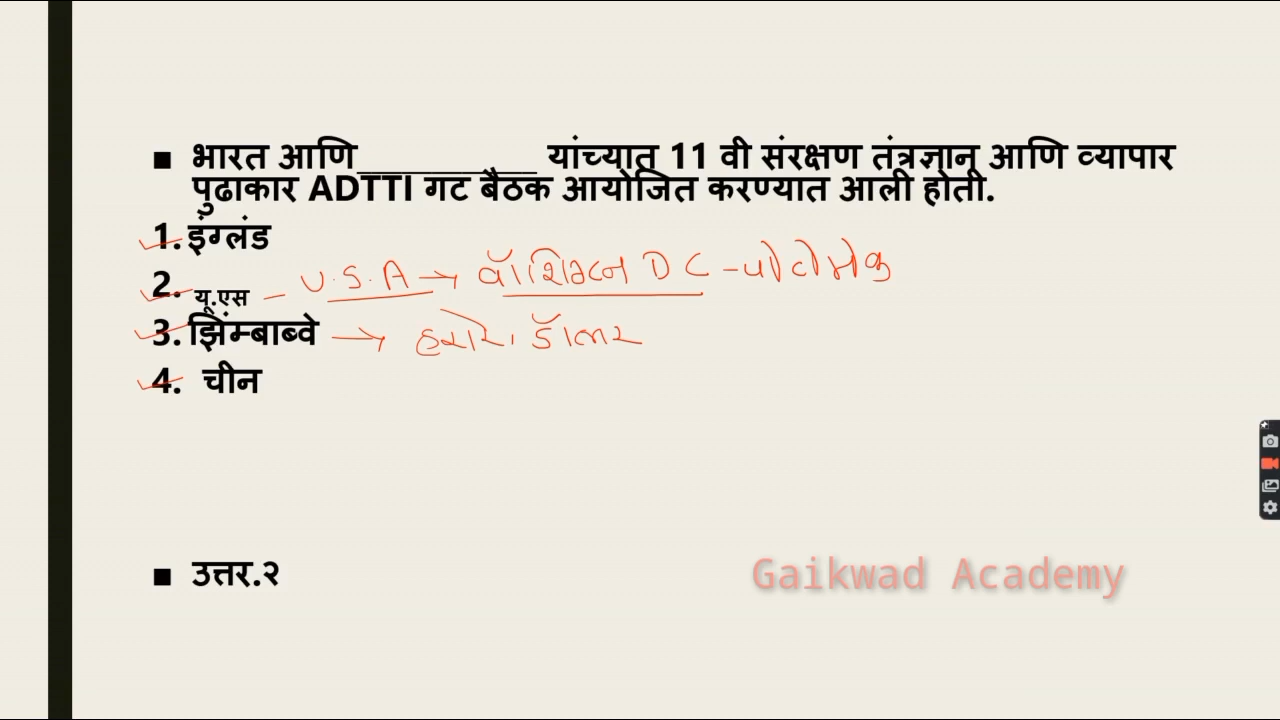 ■ भारत आणि___________ यांच्यात 11 वी संरक्षण तंत्रज्ञान आणि व्यापार
पुढाकार ADTTI गट बैठक आयोजित करण्यात आली होती.
1. इंग्लंड
2. यू.एस – U.S.A → वॉशिंग्टन DC – पोटोमॅक
3. झिंम्बाब्वे → हरारे, डॉलर
4. चीन
■ उत्तर.२
Gaikwad Academy